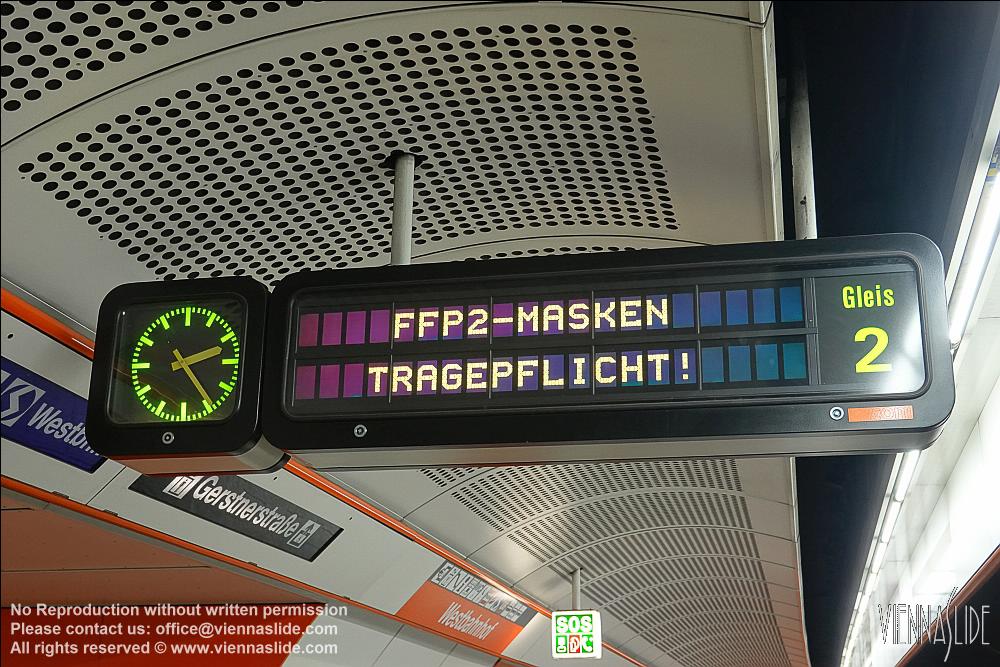 FFP2-MASKEN
TRAGEPFLICHT!
Gleis
2
Gerstnerstraße
Westbahnhof
SOS
No Reproduction without written permission
Please contact us: office@viennaslide.com
All rights reserved © www.viennaslide.com
VIENNASLIDE